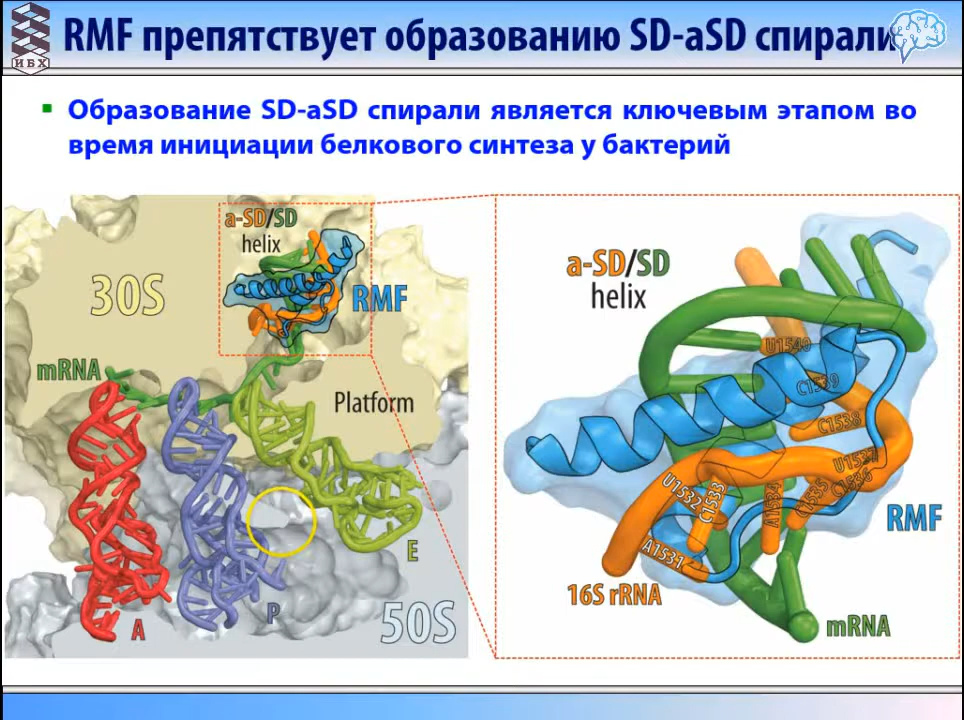 ИБХ
RMF препятствует образованию SD-aSD спирали
Образование SD-aSD спирали является ключевым этапом во
время инициации белкового синтеза у бактерий
a-SD/SD
helix
30S
RMF
mRNA
Platform
E
A
P
50S
a-SD/SD
helix
U1540
C1539
C1538
U1537
C1536
C1535
A1534
C1533
U1532
A1531
RMF
16S rRNA
mRNA